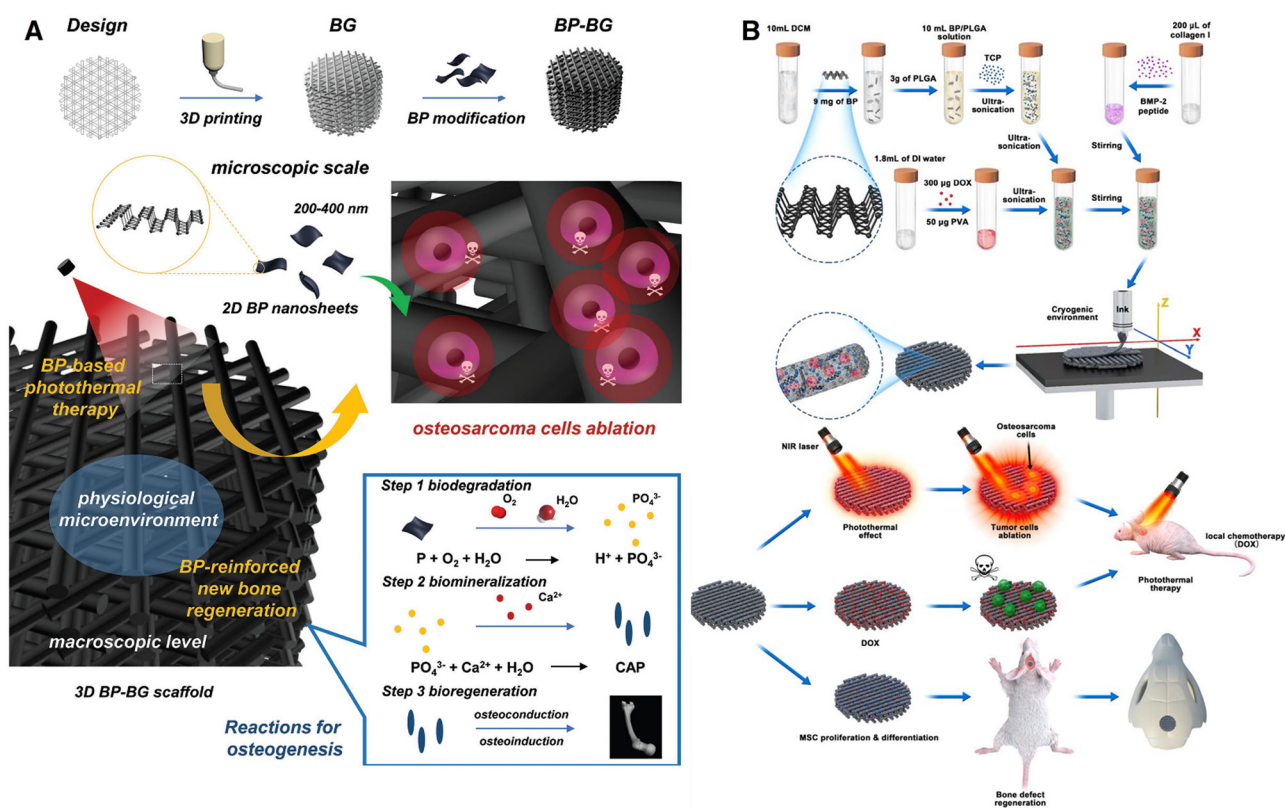 A
Design
BG
BP-BG
3D printing
BP modification
microscopic scale
200-400 nm
2D BP nanosheets
BP-based
photothermal
therapy
osteosarcoma cells ablation
physiological
microenvironment
BP-reinforced
new bone
regeneration
macroscopic level
3D BP-BG scaffold
Reactions for
osteogenesis
Step 1 biodegradation
O₂
H₂O
PO₄³⁻
P + O₂ + H₂O
H⁺ + PO₄³⁻
Step 2 biomineralization
Ca²⁺
PO₄³⁻ + Ca²⁺ + H₂O
CAP
Step 3 bioregeneration
osteoconduction
osteoinduction
B
10mL DCM
9 mg of BP
3g of PLGA
10 mL BP/PLGA
solution
TCP
Ultra-
sonication
200 µL of
collagen I
BMP-2
peptide
Ultra-
sonication
Stirring
1.8mL of DI water
300 µg DOX
50 µg PVA
Ultra-
sonication
Stirring
Cryogenic
environment
Ink
Z
X
Y
NIR laser
Osteosarcoma
cells
Photothermal
effect
Tumor cells
ablation
local chemotherapy
(DOX)
Photothermal
therapy
DOX
MSC proliferation & differentiation
Bone defect
regeneration